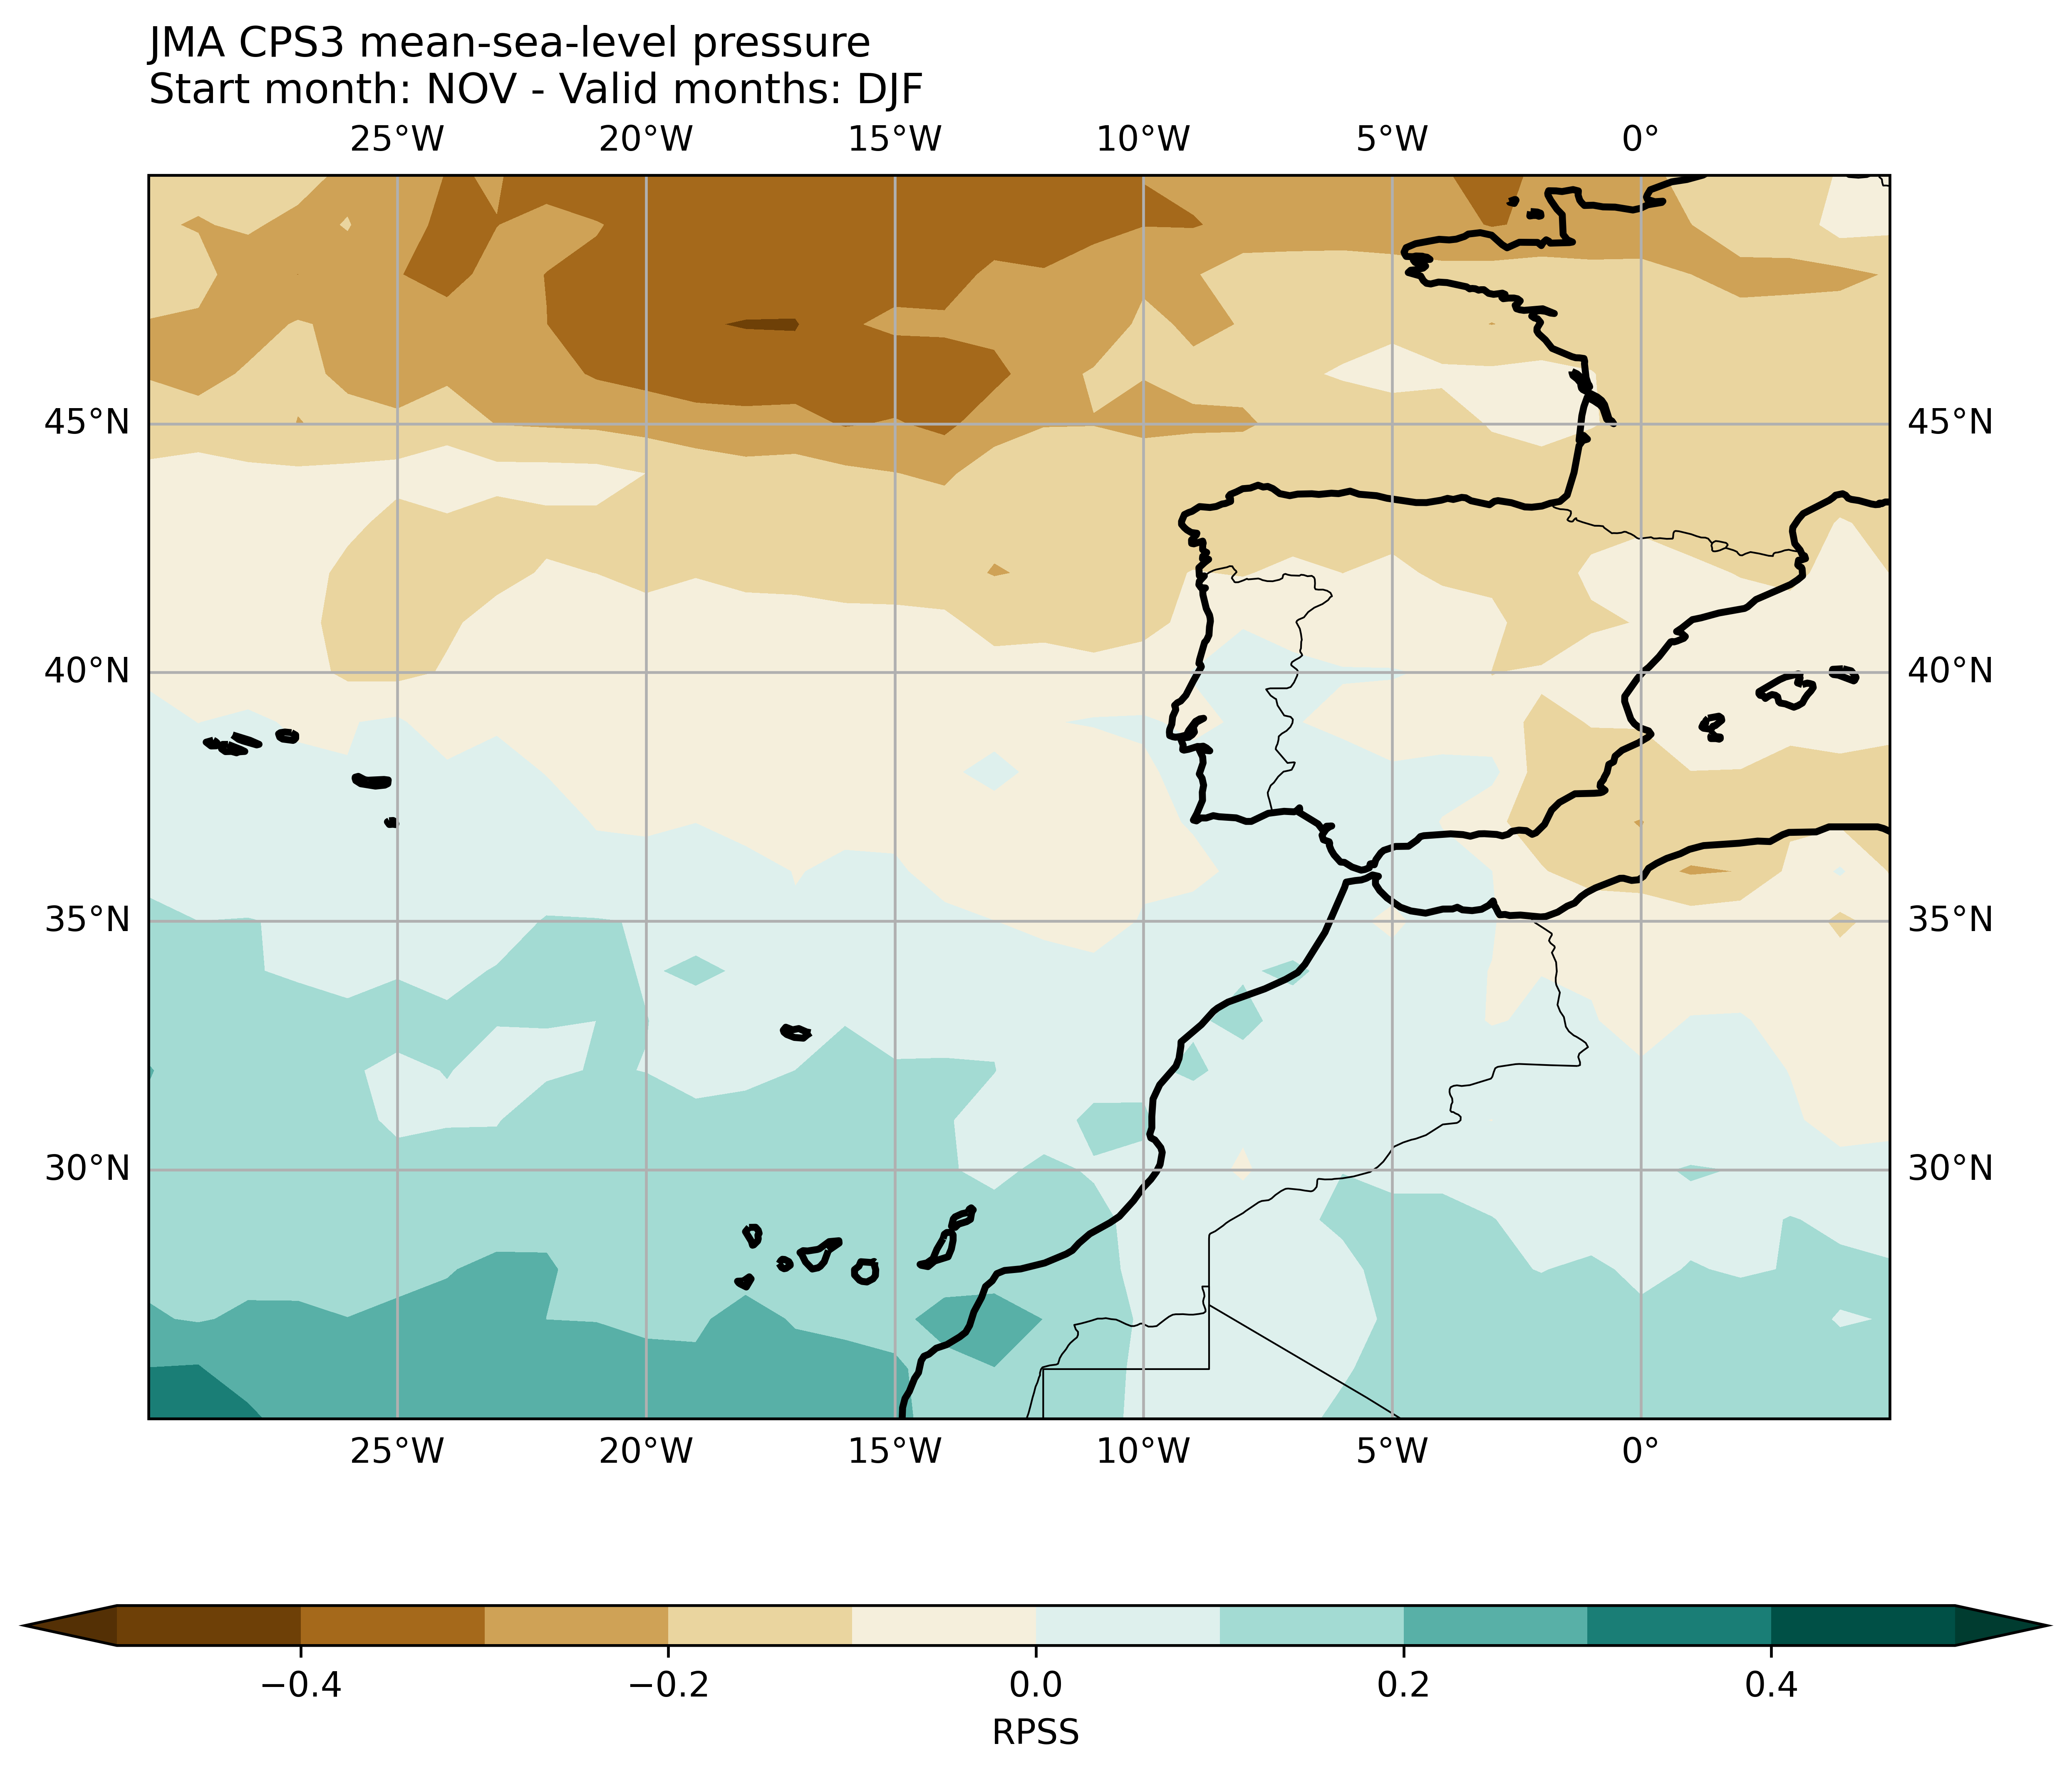 JMA CPS3 mean-sea-level pressure
Start month: NOV - Valid months: DJF
25°W 20°W 15°W 10°W 5°W 0°
45°N 45°N
40°N 40°N
35°N 35°N
30°N 30°N
25°W 20°W 15°W 10°W 5°W 0°
−0.4 −0.2 0.0 0.2 0.4
RPSS